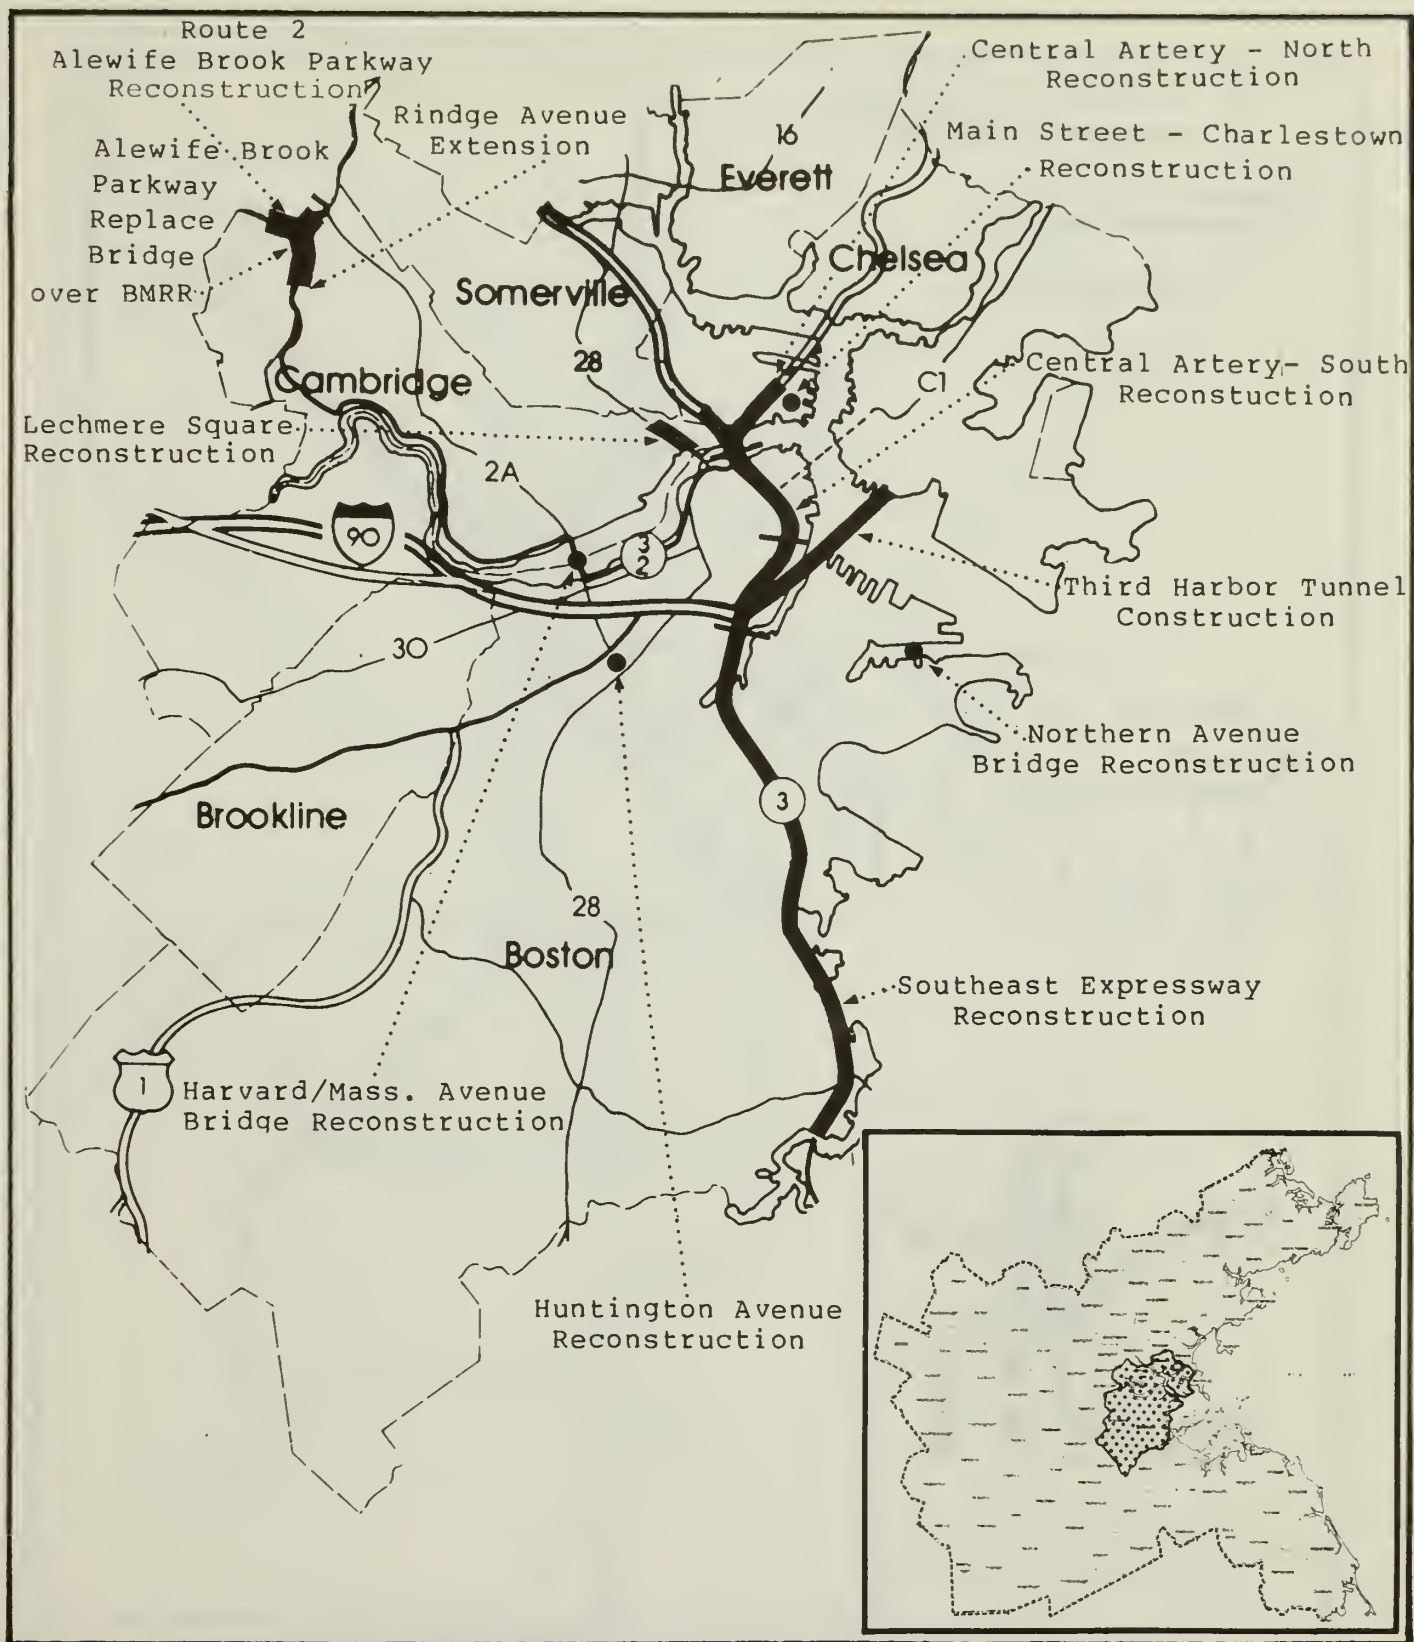 Route 2
Alewife Brook Parkway
Reconstruction
Rindge Avenue
Extension
Central Artery - North
Reconstruction
Main Street - Charlestown
Reconstruction
Alewife Brook
Parkway
Replace
Bridge
over BMRR
16
Everett
Chelsea
Somerville
28
Cambridge
C1
Central Artery- South
Reconstuction
Lechmere Square
Reconstruction
2A
90
3
2
Third Harbor Tunnel
Construction
30
Northern Avenue
Bridge Reconstruction
3
Brookline
28
Boston
Southeast Expressway
Reconstruction
1
Harvard/Mass. Avenue
Bridge Reconstruction
Huntington Avenue
Reconstruction